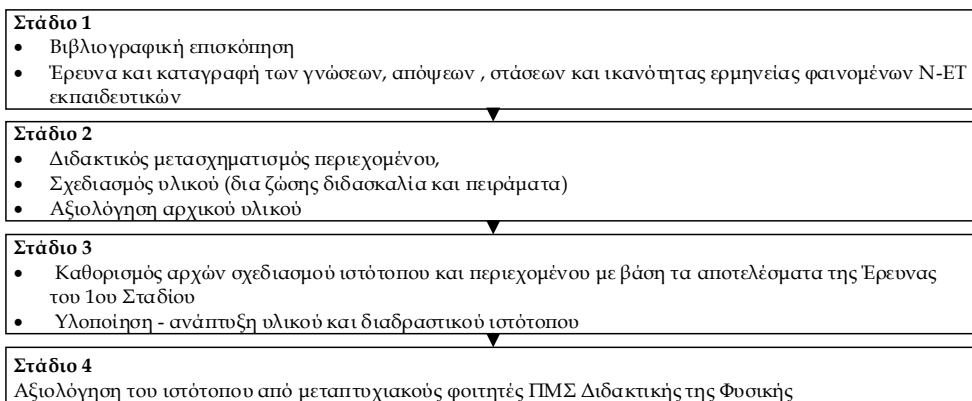 Στάδιο 1
• Βιβλιογραφική επισκόπηση
• Έρευνα και καταγραφή των γνώσεων, απόψεων , στάσεων και ικανότητας ερμηνείας φαινομένων Ν-ΕΤ
εκπαιδευτικών
Στάδιο 2
• Διδακτικός μετασχηματισμός περιεχομένου,
• Σχεδιασμός υλικού (δια ζώσης διδασκαλία και πειράματα)
• Αξιολόγηση αρχικού υλικού
Στάδιο 3
• Καθορισμός αρχών σχεδιασμού ιστότοπου και περιεχομένου με βάση τα αποτελέσματα της Έρευνας
του 1ου Σταδίου
• Υλοποίηση - ανάπτυξη υλικού και διαδραστικού ιστότοπου
Στάδιο 4
Αξιολόγηση του ιστότοπου από μεταπτυχιακούς φοιτητές ΠΜΣ Διδακτικής της Φυσικής